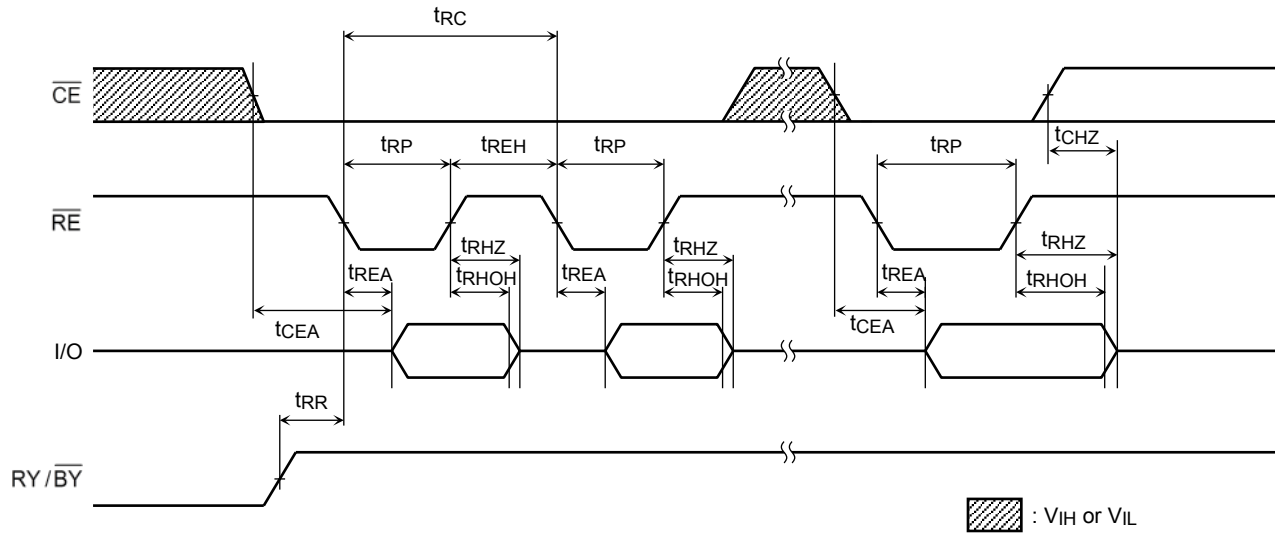 tRC
CE
tCHZ
tRP tREH tRP tRP
RE
tRHZ tRHZ tRHZ
tREA tRHOH tREA tRHOH tREA tRHOH
tCEA tCEA
I/O
tRR
RY / BY
: VIH or VIL